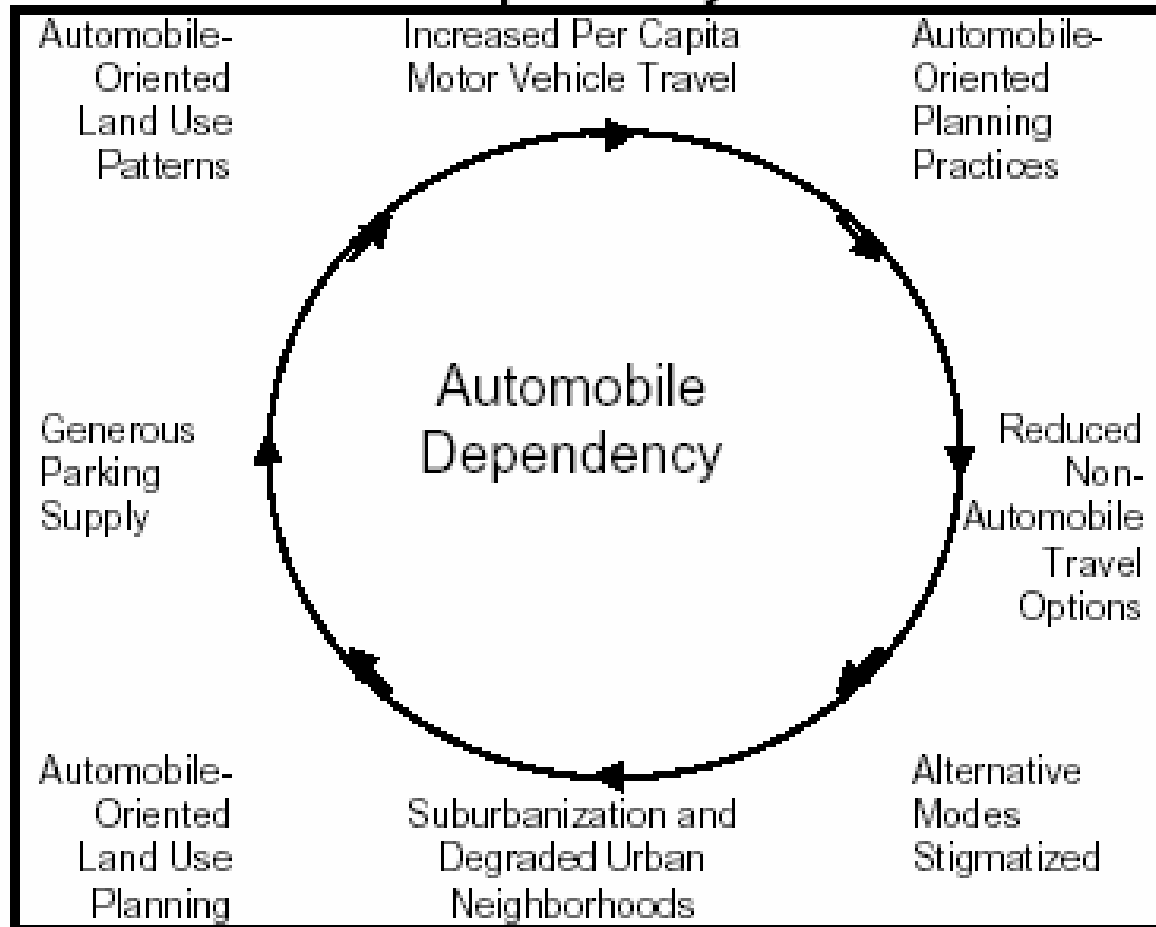 Automobile-
Oriented
Land Use
Patterns
Increased Per Capita
Motor Vehicle Travel
Automobile-
Oriented
Planning
Practices
Generous
Parking
Supply
Automobile
Dependency
Reduced
Non-
Automobile
Travel
Options
Automobile-
Oriented
Land Use
Planning
Suburbanization and
Degraded Urban
Neighborhoods
Alternative
Modes
Stigmatized